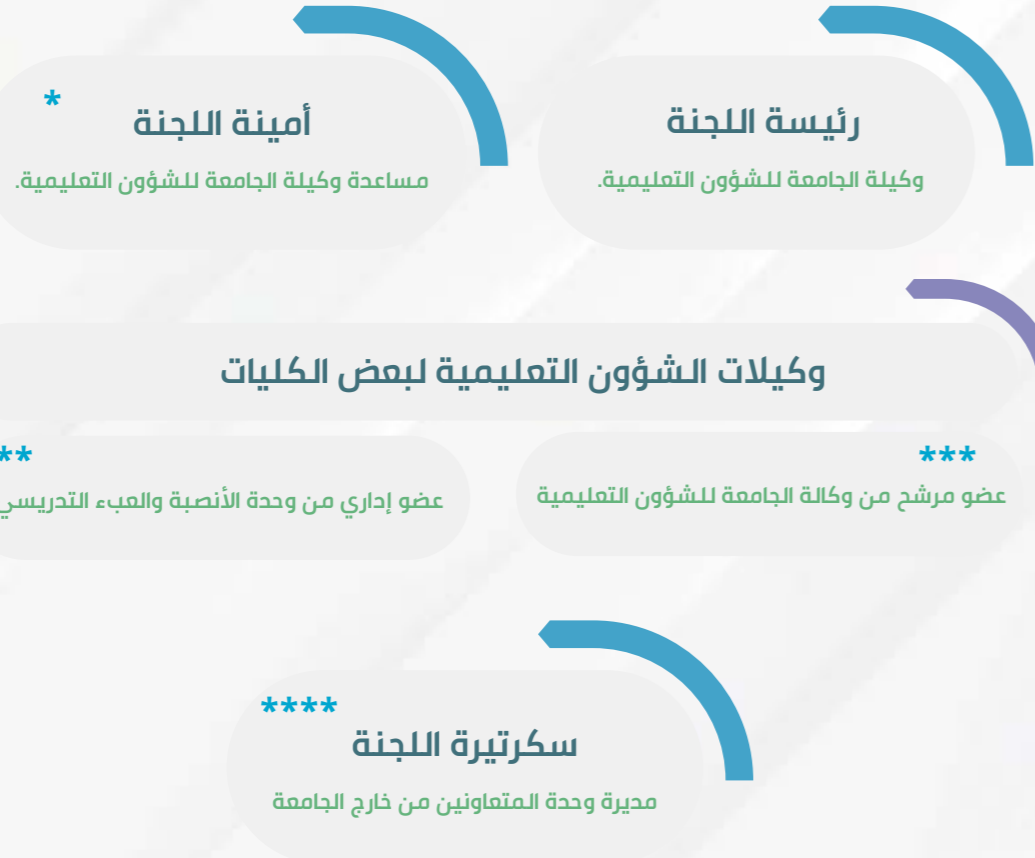 رئيسة اللجنة
وكيلة الجامعة للشؤون التعليمية.
*
أمينة اللجنة
مساعدة وكيلة الجامعة للشؤون التعليمية.
وكيلات الشؤون التعليمية لبعض الكليات
***
عضو مرشح من وكالة الجامعة للشؤون التعليمية
**
عضو إداري من وحدة الأنصبة والعبء التدريسي
****
سكرتيرة اللجنة
مديرة وحدة المتعاونين من خارج الجامعة